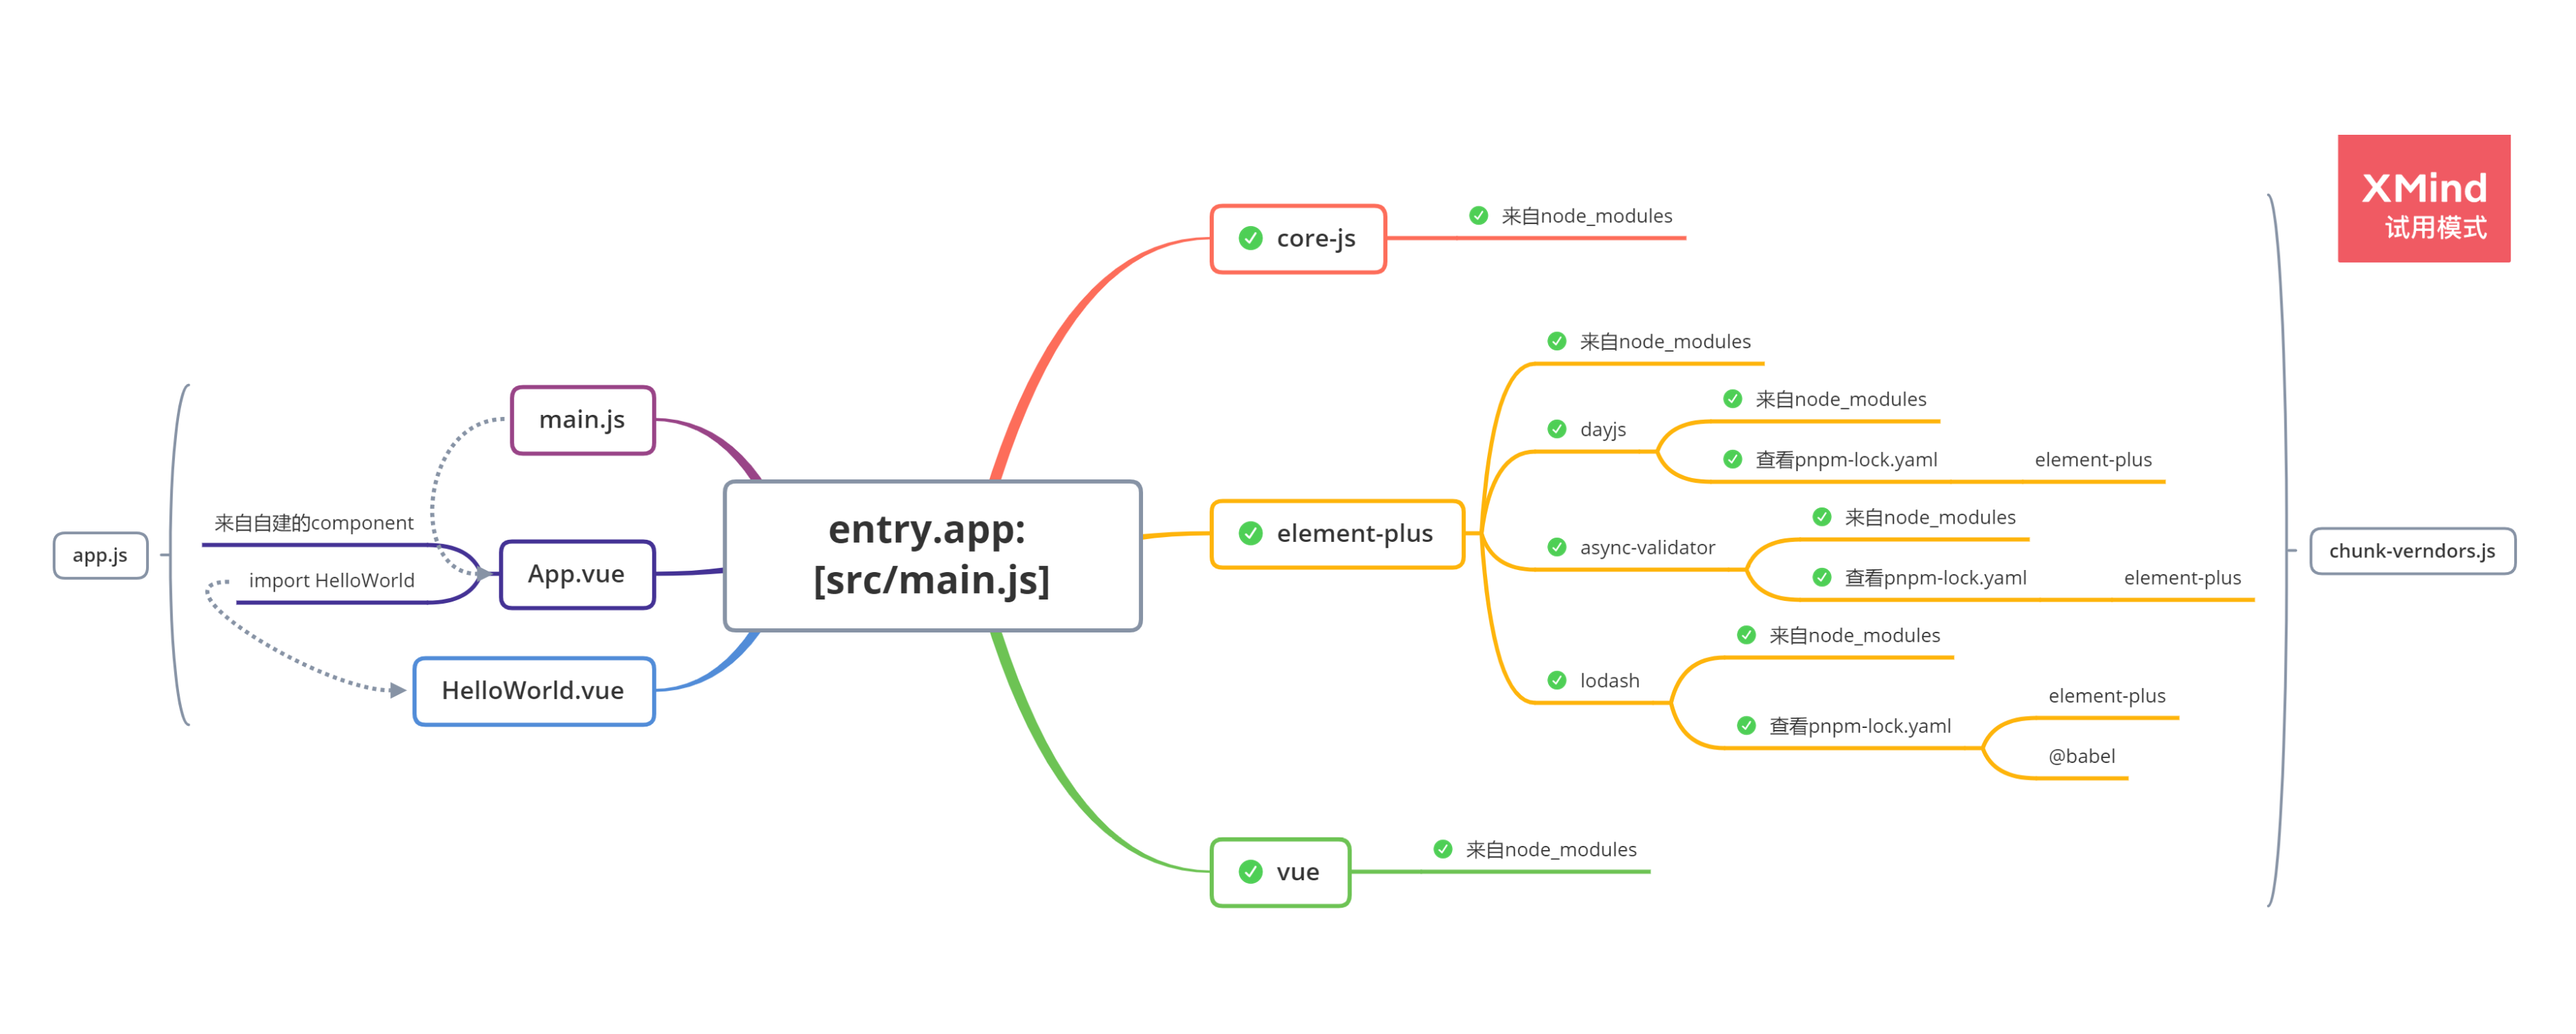 XMind
试用模式
core-js
来自node_modules
来自node_modules
main.js
dayjs
来自node_modules
查看pnpm-lock.yaml
element-plus
entry.app:
[src/main.js]
element-plus
来自自建的component
import HelloWorld
App.vue
app.js
async-validator
来自node_modules
查看pnpm-lock.yaml
element-plus
chunk-verndors.js
HelloWorld.vue
lodash
来自node_modules
查看pnpm-lock.yaml
element-plus
@babel
vue
来自node_modules